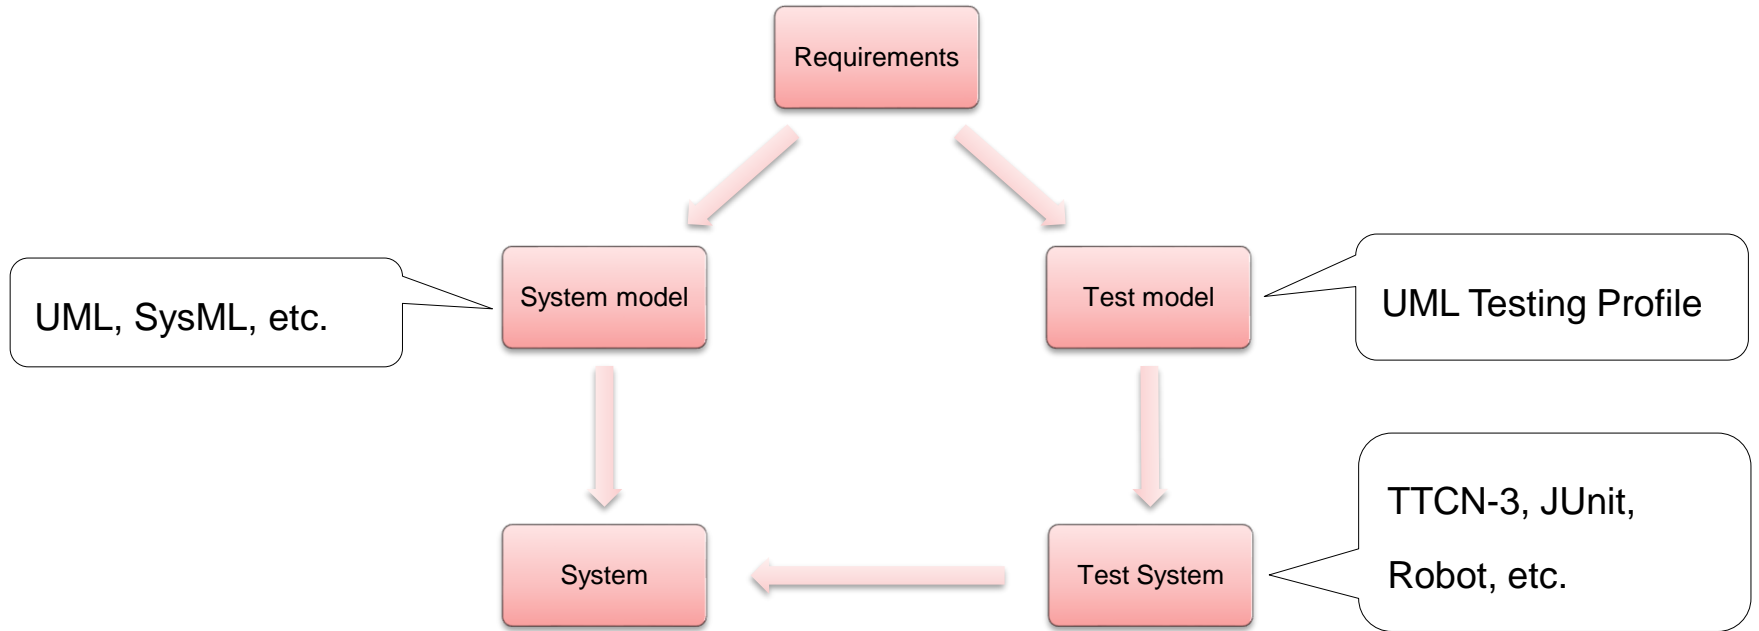 Requirements
System model
Test model
UML, SysML, etc.
UML Testing Profile
TTCN-3, JUnit,
Robot, etc.
System
Test System